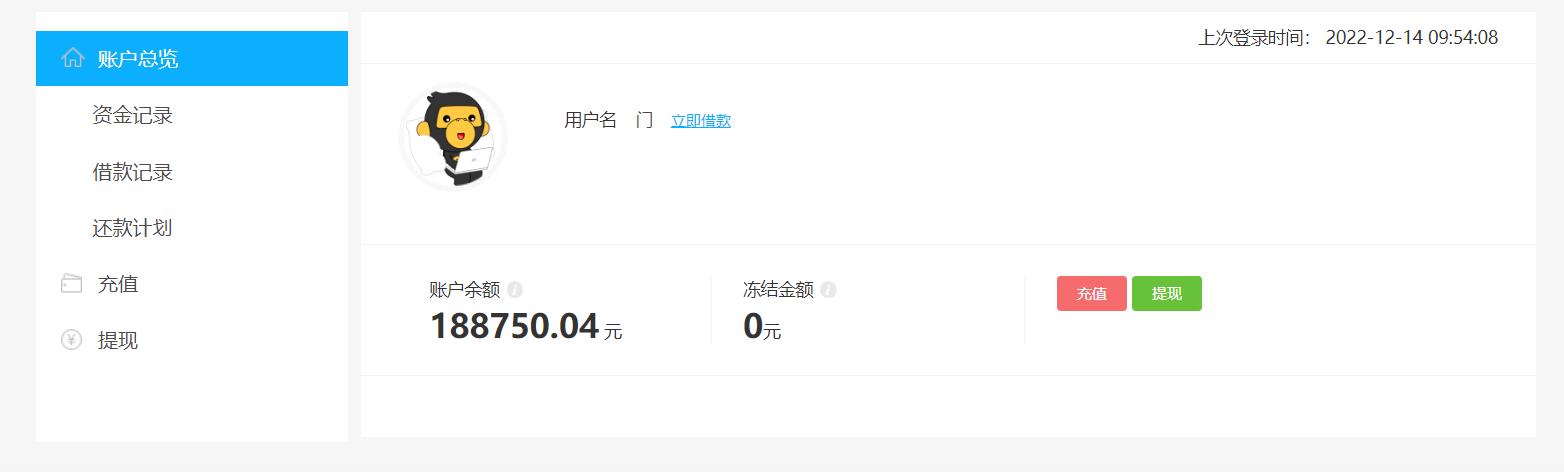 账户总览
资金记录
借款记录
还款计划
充值
¥ 提现
上次登录时间： 2022-12-14 09:54:08
用户名 门 立即借款
账户余额 i
188750.04 元
冻结金额 i
0元
充值 提现